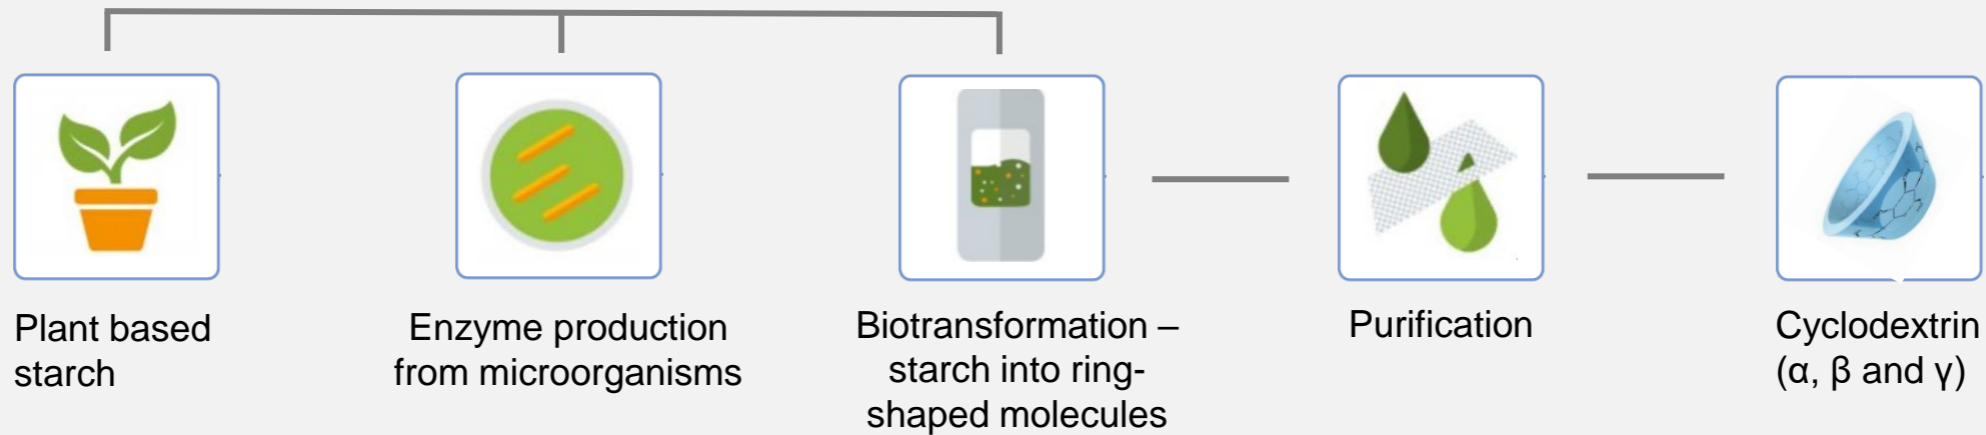 Plant based
starch
Enzyme production
from microorganisms
Biotransformation –
starch into ring-
shaped molecules
Purification
Cyclodextrin
(α, β and γ)